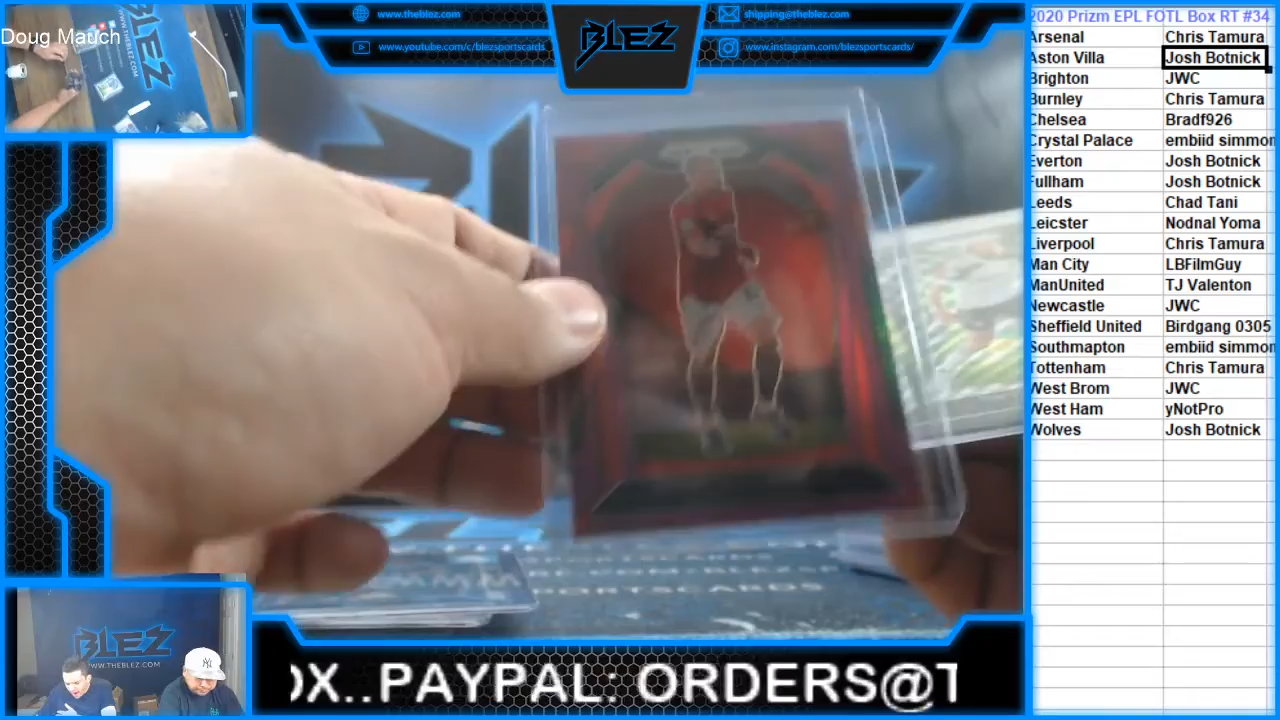 Doug Mauch
www.theblez.com
www.youtube.com/c/blezsportscards
BLEZ
shipping@theblez.com
www.instagram.com/blezsportscards/
2020 Prizm EPL FOTL Box RT #34
Arsenal Chris Tamura
Aston Villa Josh Botnick
Brighton JWC
Burnley Chris Tamura
Chelsea Bradf926
Crystal Palace embiid simmon
Everton Josh Botnick
Fullham Josh Botnick
Leeds Chad Tani
Leicster Nodnal Yoma
Liverpool Chris Tamura
Man City LBFilmGuy
ManUnited TJ Valenton
Newcastle JWC
Sheffield United Birdgang 0305
Southmapton embiid simmon
Tottenham Chris Tamura
West Brom JWC
West Ham yNotPro
Wolves Josh Botnick
BLEZ
WWW.THEBLEZ.COM
OX..PAYPAL: ORDERS@T